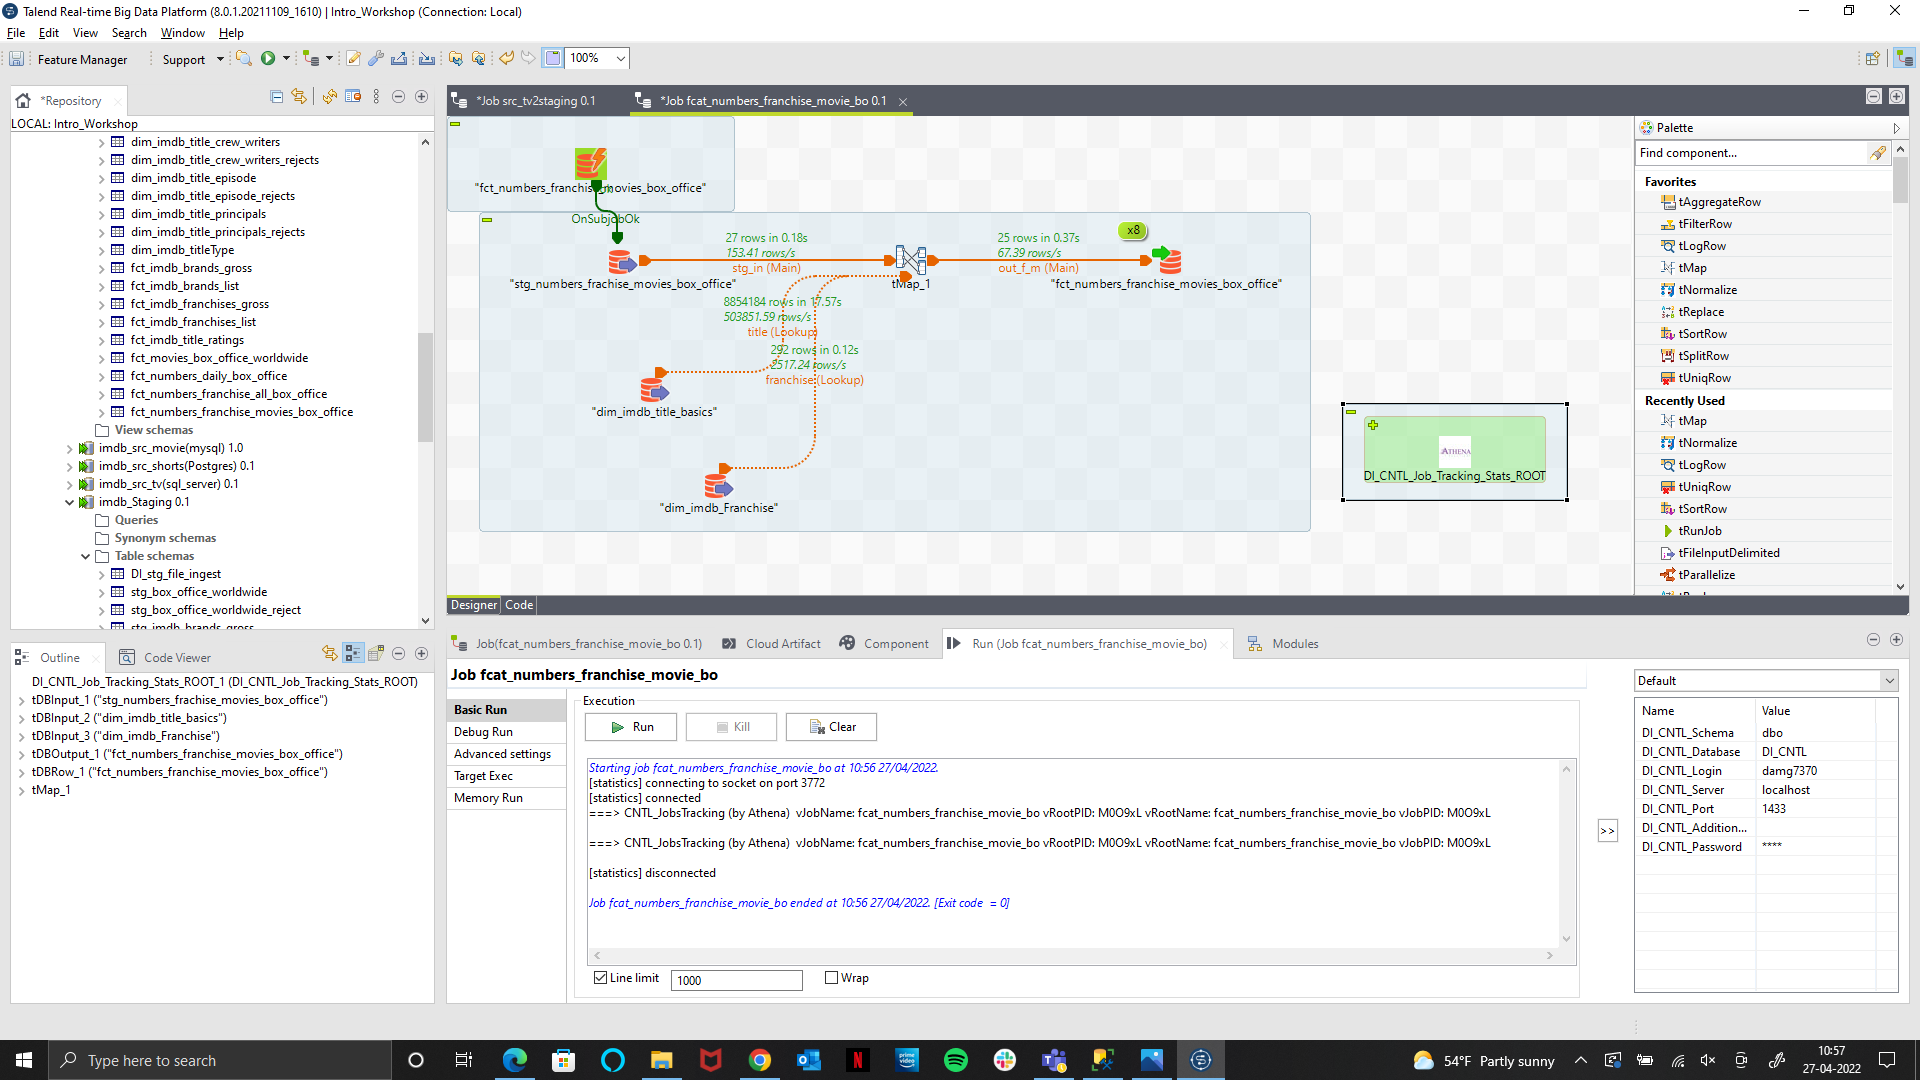 Talend Real-time Big Data Platform (8.0.1.20211109_1610) | Intro_Workshop (Connection: Local)
File Edit View Search Window Help
Feature Manager Support 100%
*Repository
LOCAL: Intro_Workshop
dim_imdb_title_crew_writers
dim_imdb_title_crew_writers_rejects
dim_imdb_title_episode
dim_imdb_title_episode_rejects
dim_imdb_title_principals
dim_imdb_title_principals_rejects
dim_imdb_titleType
fct_imdb_brands_gross
fct_imdb_brands_list
fct_imdb_franchises_gross
fct_imdb_franchises_list
fct_imdb_title_ratings
fct_movies_box_office_worldwide
fct_numbers_daily_box_office
fct_numbers_franchise_all_box_office
fct_numbers_franchise_movies_box_office
View schemas
imdb_src_movie(mysql) 1.0
imdb_src_shorts(Postgres) 0.1
imdb_src_tv(sql_server) 0.1
imdb_Staging 0.1
Queries
Synonym schemas
Table schemas
DI_stg_file_ingest
stg_box_office_worldwide
stg_box_office_worldwide_reject
stg_imdb_brands_gross
*Job src_tv2staging 0.1
*Job fcat_numbers_franchise_movie_bo 0.1
"fct_numbers_franchise_movies_box_office"
OnSubjobOk
27 rows in 0.18s
153.41 rows/s
stg_in (Main)
25 rows in 0.37s
67.39 rows/s
out_f_m (Main)
x8
"stg_numbers_frachise_movies_box_office"
tMap_1
"fct_numbers_franchise_movies_box_office"
8854184 rows in 17.57s
503851.59 rows/s
title (Lookup)
292 rows in 0.12s
2517.24 rows/s
franchise (Lookup)
"dim_imdb_title_basics"
"dim_imdb_Franchise"
ATHENA
DI_CNTL_Job_Tracking_Stats_ROOT
Designer Code
Palette
Find component...
Favorites
tAggregateRow
tFilterRow
tLogRow
tMap
tNormalize
tReplace
tSortRow
tSplitRow
tUniqRow
Recently Used
tMap
tNormalize
tLogRow
tUniqRow
tSortRow
tRunJob
tFileInputDelimited
tParallelize
Outline
Code Viewer
DI_CNTL_Job_Tracking_Stats_ROOT_1 (DI_CNTL_Job_Tracking_Stats_ROOT)
tDBInput_1 ("stg_numbers_frachise_movies_box_office")
tDBInput_2 ("dim_imdb_title_basics")
tDBInput_3 ("dim_imdb_Franchise")
tDBOutput_1 ("fct_numbers_franchise_movies_box_office")
tDBRow_1 ("fct_numbers_franchise_movies_box_office")
tMap_1
Job(fcat_numbers_franchise_movie_bo 0.1) Cloud Artifact Component Run (Job fcat_numbers_franchise_movie_bo) Modules
Job fcat_numbers_franchise_movie_bo
Basic Run
Debug Run
Advanced settings
Target Exec
Memory Run
Execution
Run Kill Clear
Starting job fcat_numbers_franchise_movie_bo at 10:56 27/04/2022.
[statistics] connecting to socket on port 3772
[statistics] connected
===> CNTL_JobsTracking (by Athena) vJobName: fcat_numbers_franchise_movie_bo vRootPID: M0O9xL vRootName: fcat_numbers_franchise_movie_bo vJobPID: M0O9xL
===> CNTL_JobsTracking (by Athena) vJobName: fcat_numbers_franchise_movie_bo vRootPID: M0O9xL vRootName: fcat_numbers_franchise_movie_bo vJobPID: M0O9xL
[statistics] disconnected
Job fcat_numbers_franchise_movie_bo ended at 10:56 27/04/2022. [Exit code = 0]
Line limit 1000 Wrap
>>
Default
Name Value
DI_CNTL_Schema dbo
DI_CNTL_Database DI_CNTL
DI_CNTL_Login damg7370
DI_CNTL_Server localhost
DI_CNTL_Port 1433
DI_CNTL_Addition...
DI_CNTL_Password ****
Type here to search
N
prime video
54°F Partly sunny
10:57
27-04-2022